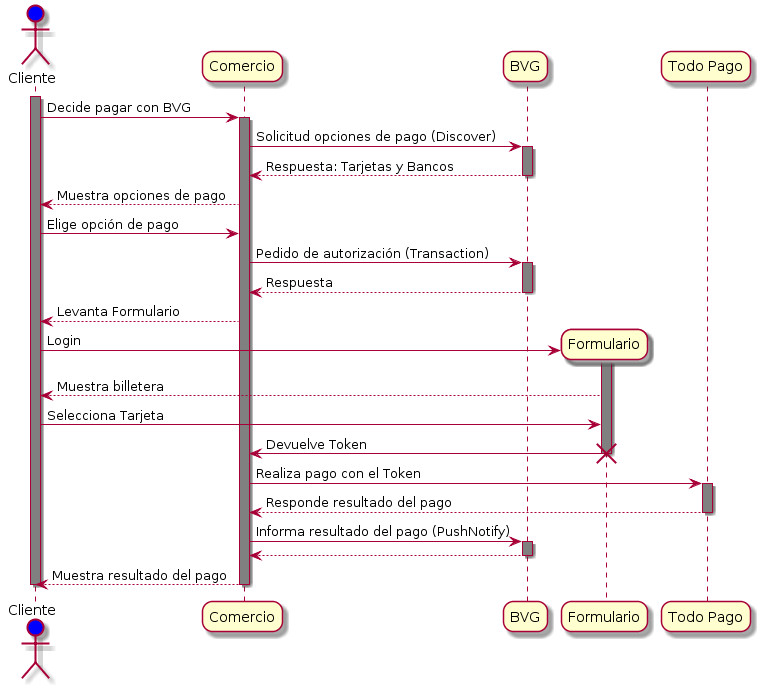 Cliente
Comercio
BVG
Todo Pago
Decide pagar con BVG
Solicitud opciones de pago (Discover)
Respuesta: Tarjetas y Bancos
Muestra opciones de pago
Elige opción de pago
Pedido de autorización (Transaction)
Respuesta
Levanta Formulario
Login
Formulario
Muestra billetera
Selecciona Tarjeta
Devuelve Token
Realiza pago con el Token
Responde resultado del pago
Informa resultado del pago (PushNotify)
Muestra resultado del pago
Cliente
Comercio
BVG
Formulario
Todo Pago